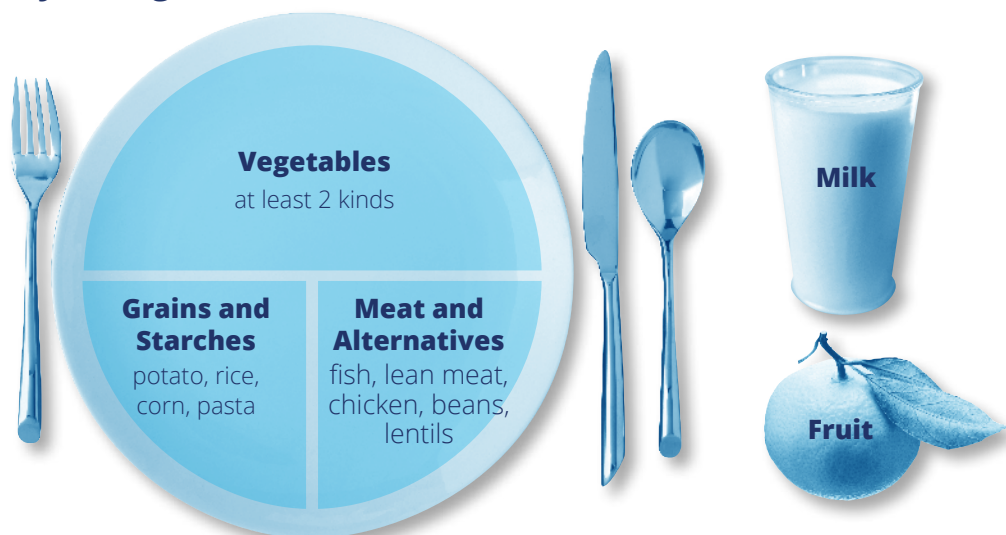 Vegetables
at least 2 kinds
Grains and
Starches
potato, rice,
corn, pasta
Meat and
Alternatives
fish, lean meat,
chicken, beans,
lentils
Milk
Fruit